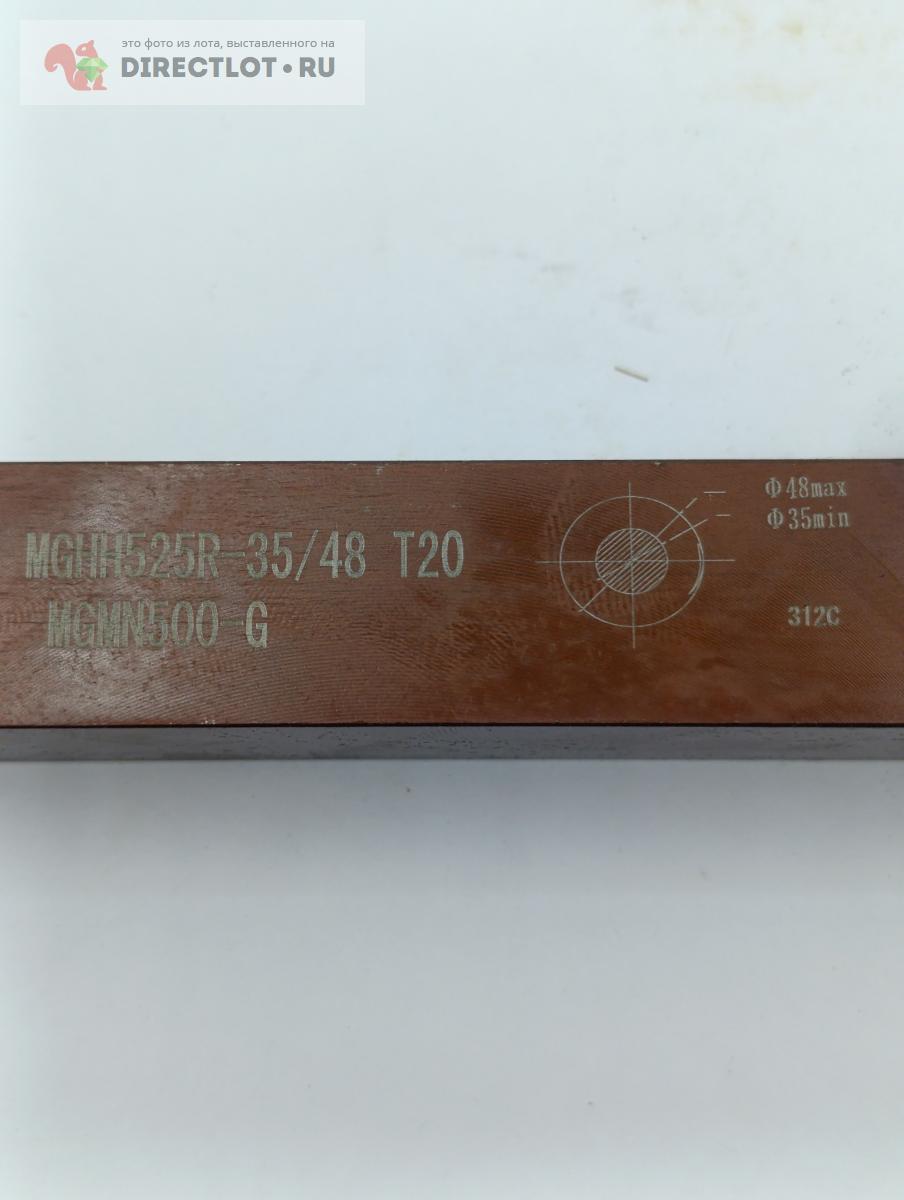 это фото из лота, выставленного на
DIRECTLOT•RU
MGHH525R-35/48 T20
MGMN500-G
Φ48max
Φ35min
312C